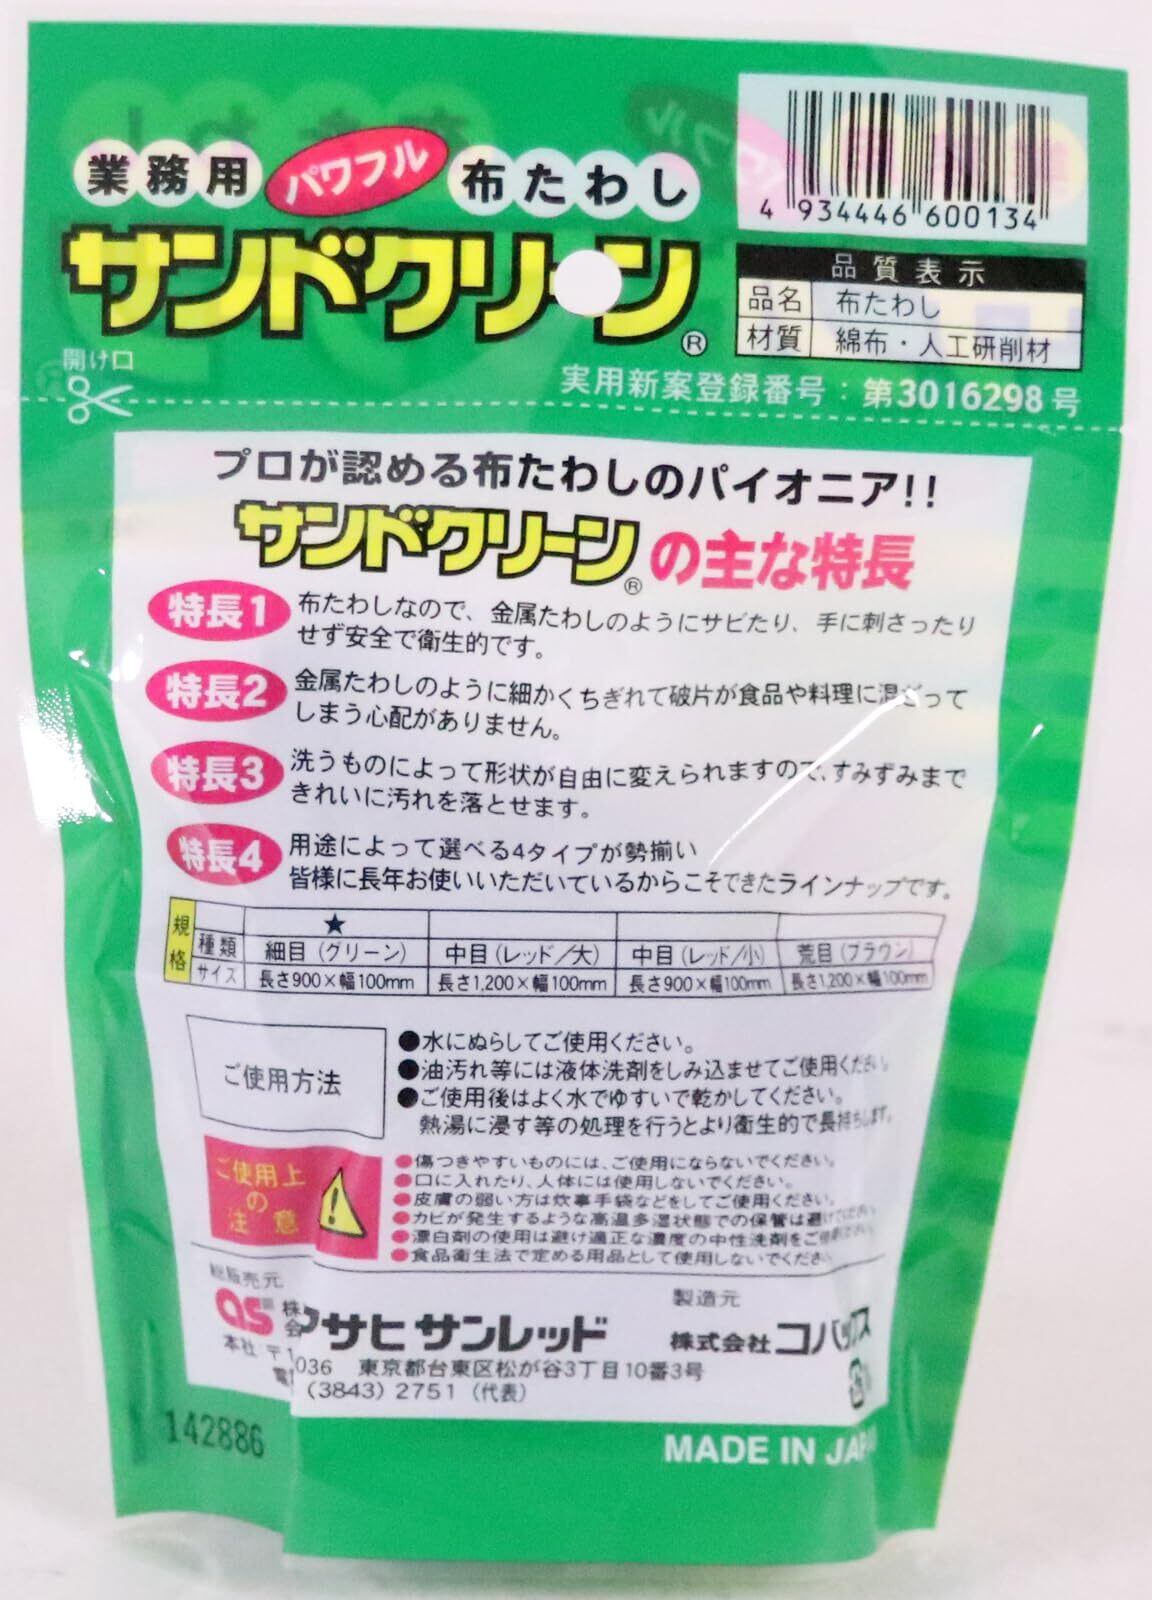 業務用 パワフル 布たわし
サンドクリーン®
4 934446 600134
品質表示
品名 布たわし
材質 綿布・人工研削材
開け口
実用新案登録番号：第3016298号
プロが認める布たわしのパイオニア!!
サンドクリーン®の主な特長
特長1 布たわしなので、金属たわしのようにサビたり、手に刺さったり
せず安全で衛生的です。
特長2 金属たわしのように細かくちぎれて破片が食品や料理に混ざって
しまう心配がありません。
特長3 洗うものによって形状が自由に変えられますので、すみずみまで
きれいに汚れを落とせます。
特長4 用途によって選べる4タイプが勢揃い
皆様に長年お使いいただいているからこそできたラインナップです。
規格
★
種類 細目(グリーン) 中目(レッド/大) 中目(レッド/小) 荒目(ブラウン)
サイズ 長さ900×幅100mm 長さ1,200×幅100mm 長さ900×幅100mm 長さ1,200×幅100mm
ご使用方法
●水にぬらしてご使用ください。
●油汚れ等には液体洗剤をしみ込ませてご使用ください。
●ご使用後はよく水でゆすいで乾かしてください。
熱湯に浸す等の処理を行うとより衛生的で長持ちします。
ご使用上の注意
●傷つきやすいものには、ご使用にならないでください。
●口に入れたり、人体には使用しないでください。
●皮膚の弱い方は炊事手袋などをしてご使用ください。
●カビが発生するような高温多湿状態での保管は避けてください。
●漂白剤の使用は避け適正な濃度の中性洗剤をご使用ください。
●食品衛生法で定める用品として使用しないでください
総販売元
as 株式会 アサヒサンレッド
本社 〒1 036 東京都台東区松が谷3丁目10番3号
電 (3843) 2751 (代表)
製造元
株式会社コバックス
142886
MADE IN JAPA